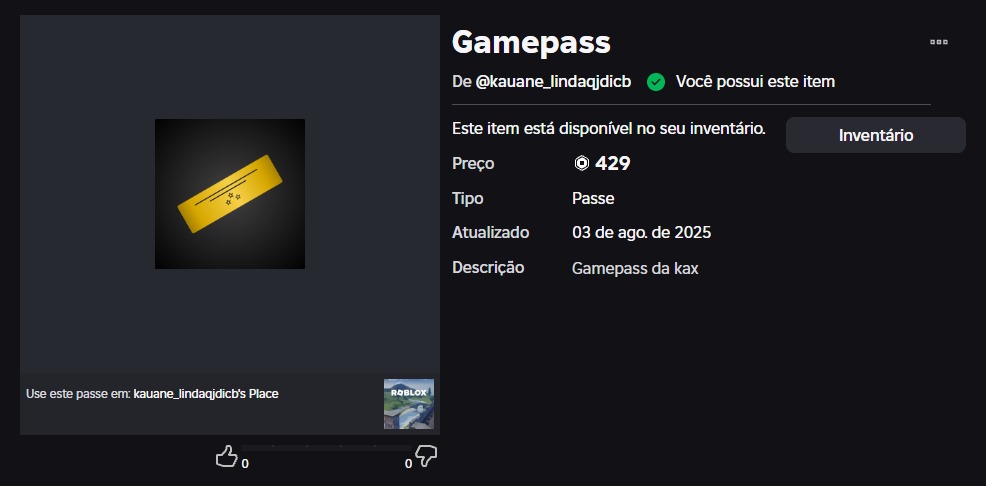 Gamepass
De @kauane_lindaqjdicb Você possui este item
Este item está disponível no seu inventário.
Inventário
Preço 429
Tipo Passe
Atualizado 03 de ago. de 2025
Descrição Gamepass da kax
Use este passe em: kauane_lindaqjdicb's Place
ROBLOX
0 0